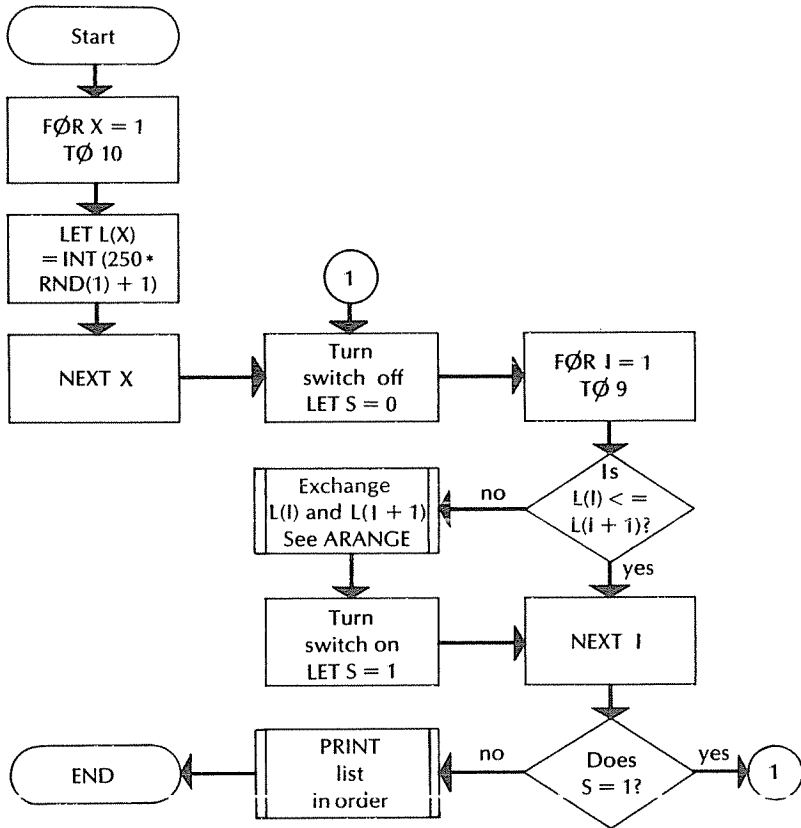 Start
FØR X = 1
TØ 10
LET L(X)
= INT (250 *
RND(1) + 1)
NEXT X
1
Turn
switch off
LET S = 0
FØR I = 1
TØ 9
Is
L(I) < =
L(I + 1)?
no
yes
Exchange
L(I) and L(I + 1)
See ARANGE
Turn
switch on
LET S = 1
NEXT I
Does
S = 1?
yes
1
no
PRINT
list
in order
END